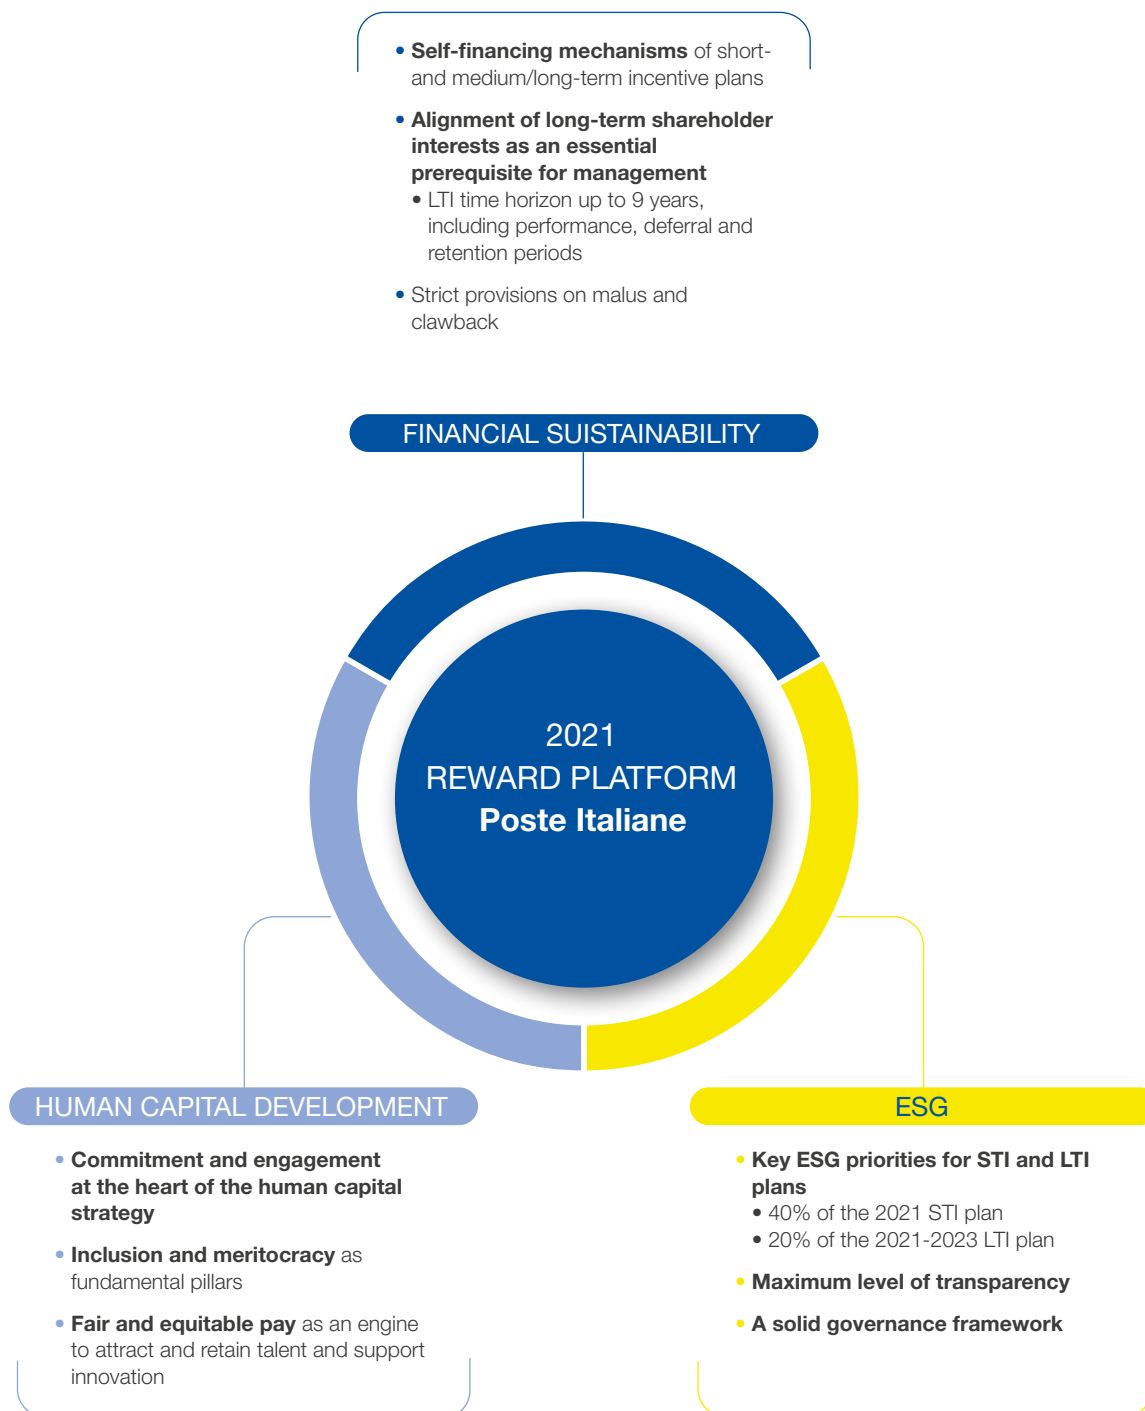 • Self-financing mechanisms of short-
and medium/long-term incentive plans
• Alignment of long-term shareholder
interests as an essential
prerequisite for management
• LTI time horizon up to 9 years,
including performance, deferral and
retention periods
• Strict provisions on malus and
clawback
FINANCIAL SUISTAINABILITY
2021
REWARD PLATFORM
Poste Italiane
HUMAN CAPITAL DEVELOPMENT
• Commitment and engagement
at the heart of the human capital
strategy
• Inclusion and meritocracy as
fundamental pillars
• Fair and equitable pay as an engine
to attract and retain talent and support
innovation
ESG
• Key ESG priorities for STI and LTI
plans
• 40% of the 2021 STI plan
• 20% of the 2021-2023 LTI plan
• Maximum level of transparency
• A solid governance framework